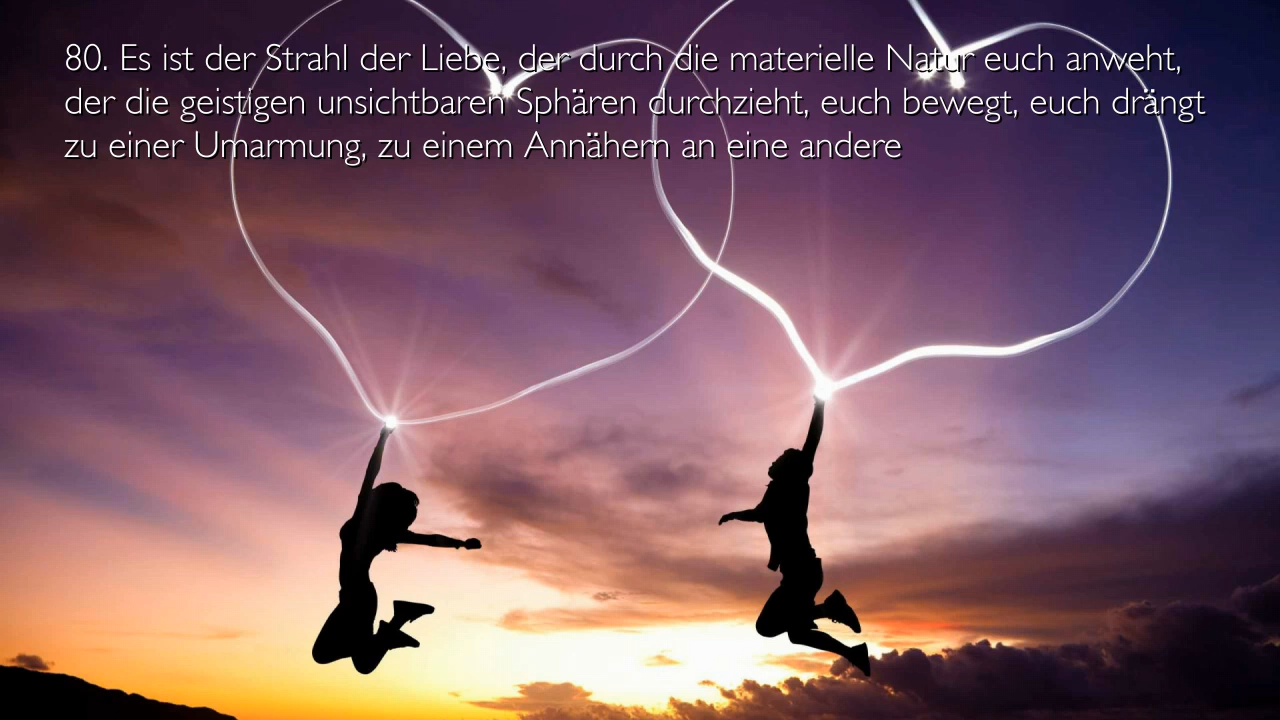 80. Es ist der Strahl der Liebe, der durch die materielle Natur euch anweht,
der die geistigen unsichtbaren Sphären durchzieht, euch bewegt, euch drängt
zu einer Umarmung, zu einem Annähern an eine andere